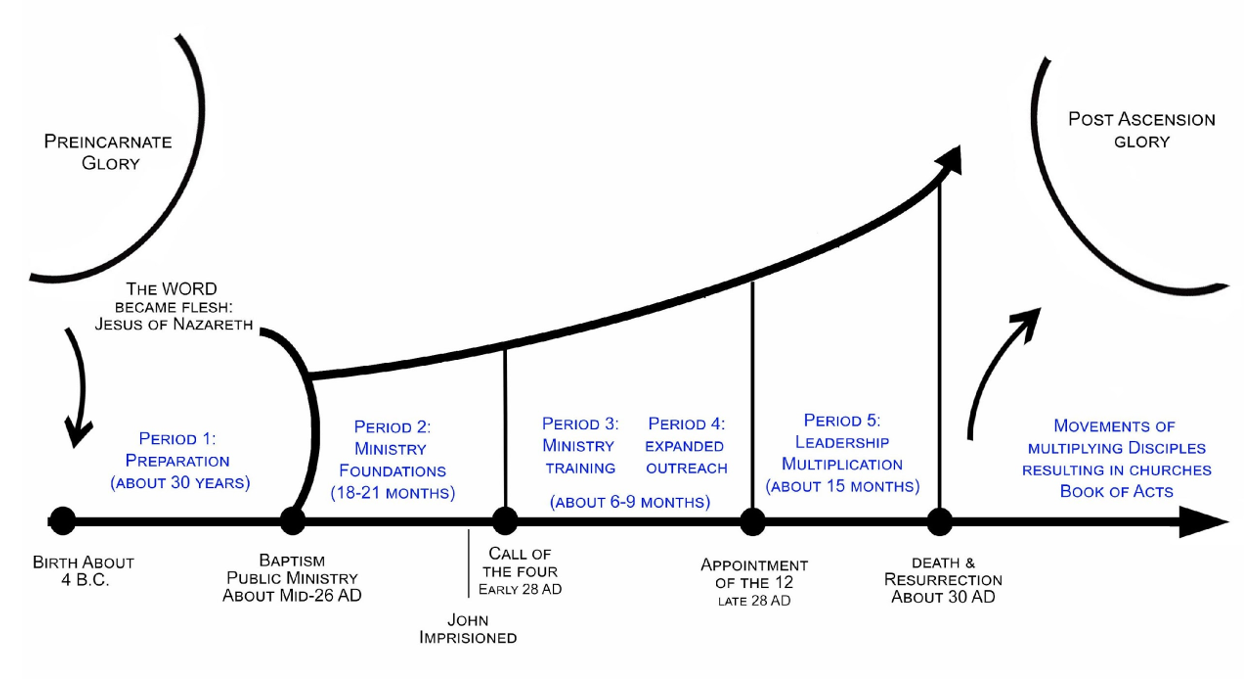 PREINCARNATE
GLORY
POST ASCENSION
GLORY
THE WORD
BECAME FLESH:
JESUS OF NAZARETH
PERIOD 1:
PREPARATION
(ABOUT 30 YEARS)
PERIOD 2:
MINISTRY
FOUNDATIONS
(18-21 MONTHS)
PERIOD 3:
MINISTRY
TRAINING
PERIOD 4:
EXPANDED
OUTREACH
(ABOUT 6-9 MONTHS)
PERIOD 5:
LEADERSHIP
MULTIPLICATION
(ABOUT 15 MONTHS)
MOVEMENTS OF
MULTIPLYING DISCIPLES
RESULTING IN CHURCHES
BOOK OF ACTS
BIRTH ABOUT
4 B.C.
BAPTISM
PUBLIC MINISTRY
ABOUT MID-26 AD
JOHN
IMPRISIONED
CALL OF
THE FOUR
EARLY 28 AD
APPOINTMENT
OF THE 12
LATE 28 AD
DEATH &
RESURRECTION
ABOUT 30 AD